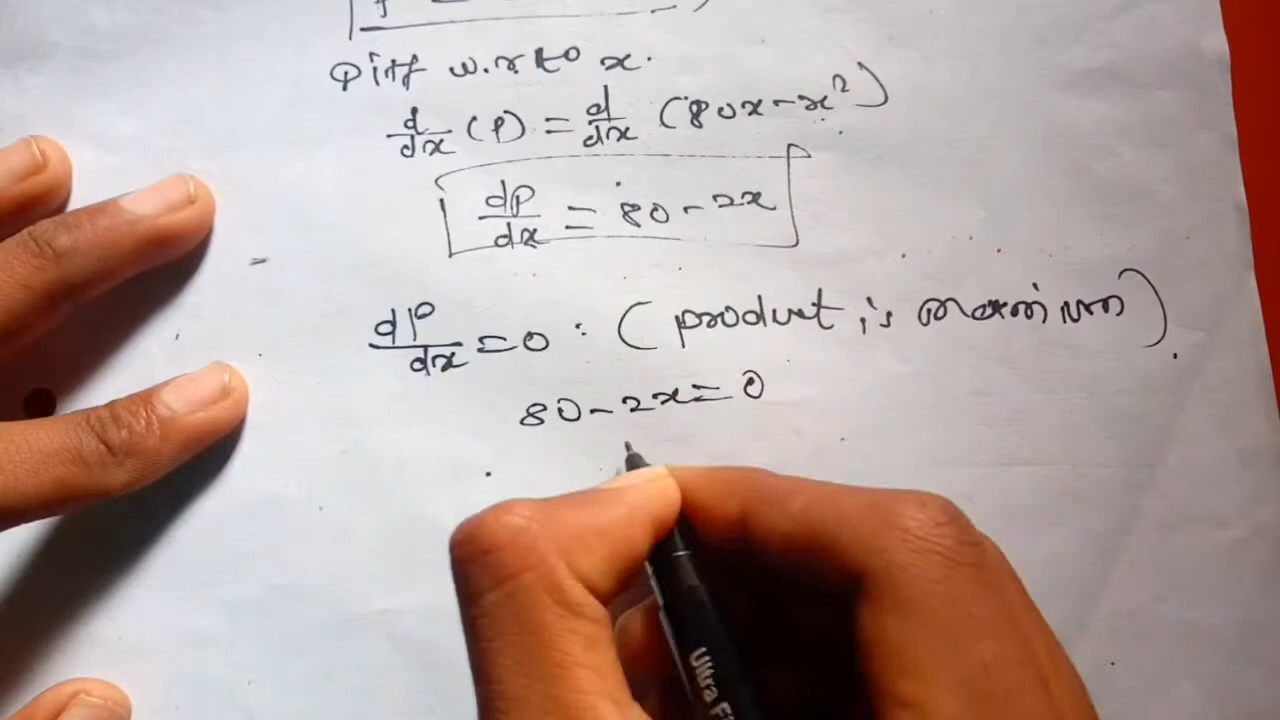 Diff w.r to x.
d/dx (P) = d/dx (80x - x²)
dP/dx = 80 - 2x
dP/dx = 0 : (product is maximum)
80 - 2x = 0
Ultra Fi